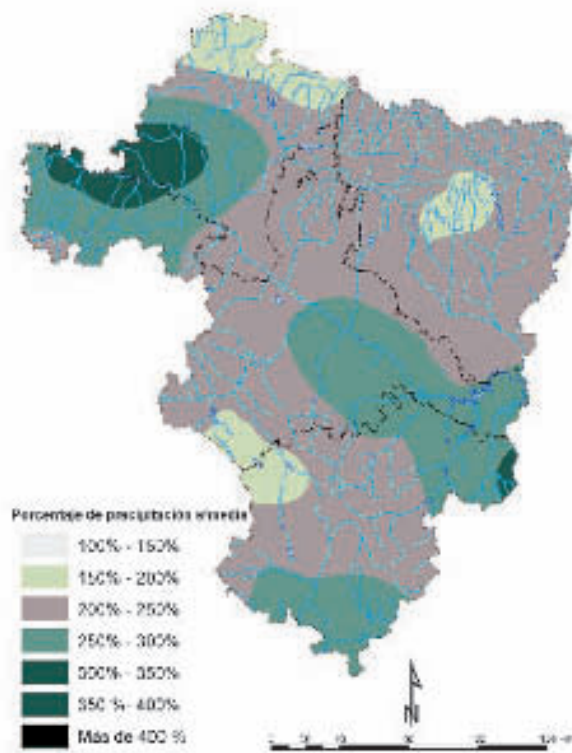 Porcentaje de precipitación s/media
100% - 150%
150% - 200%
200% - 250%
250% - 300%
300% - 350%
350 % - 400%
Más de 400 %
N